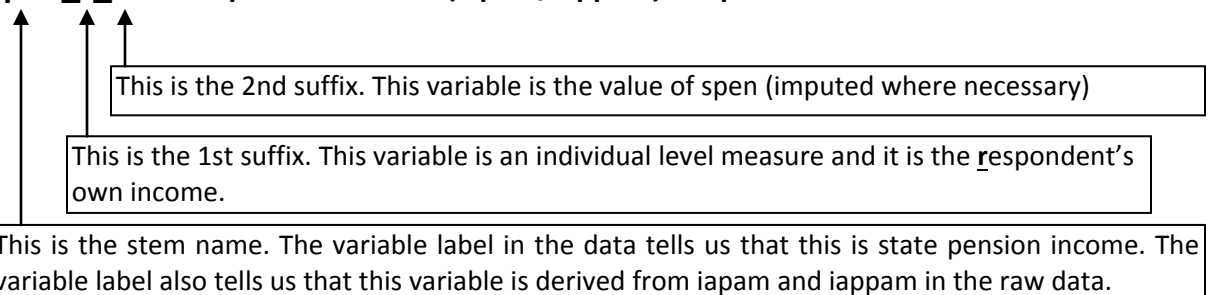 This is the 2nd suffix. This variable is the value of spen (imputed where necessary)
This is the 1st suffix. This variable is an individual level measure and it is the respondent's
own income.
This is the stem name. The variable label in the data tells us that this is state pension income. The
variable label also tells us that this variable is derived from iapam and iappam in the raw data.